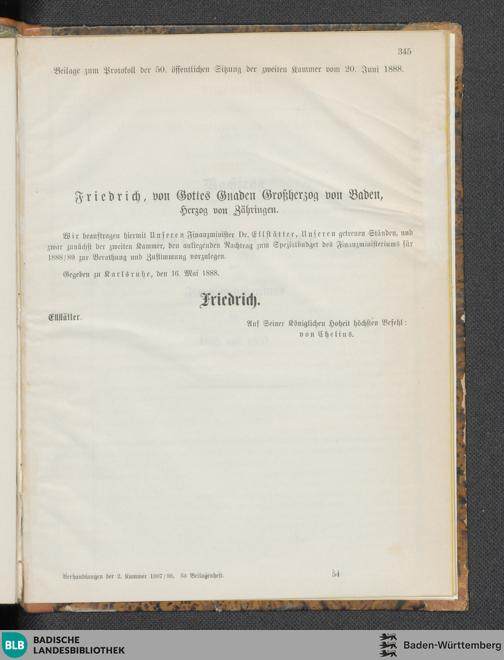 345
Beilage zum Protokoll der 50. öffentlichen Sitzung der zweiten Kammer vom 20. Juni 1888.
Friedrich, von Gottes Gnaden Großherzog von Baden,
Herzog von Zähringen.
Wir beauftragen hiermit Unseren Finanzminister Dr. Ellstätter, Unseren getreuen Ständen, und
zwar zunächst der zweiten Kammer, den anliegenden Nachtrag zum Spezialbudget des Finanzministeriums für
1888/89 zur Berathung und Zustimmung vorzulegen.
Gegeben zu Karlsruhe, den 16. Mai 1888.
Friedrich.
Ellstätter.
Auf Seiner Königlichen Hoheit höchsten Befehl:
von Chelius.
Verhandlungen der 2. Kammer 1887/88. Beilagenheft.
54
BLB BADISCHE
LANDESBIBLIOTHEK
Baden-Württemberg